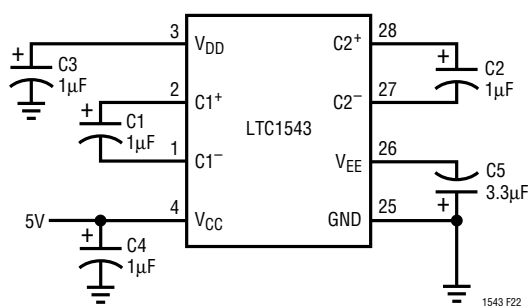 3
V_DD
C2+
28
+
C3
1µF
2
C1+
C2−
27
+
C2
1µF
+
C1
1µF
LTC1543
1
C1−
V_EE
26
C5
3.3µF
+
5V
4
V_CC
GND
25
+
C4
1µF
1543 F22